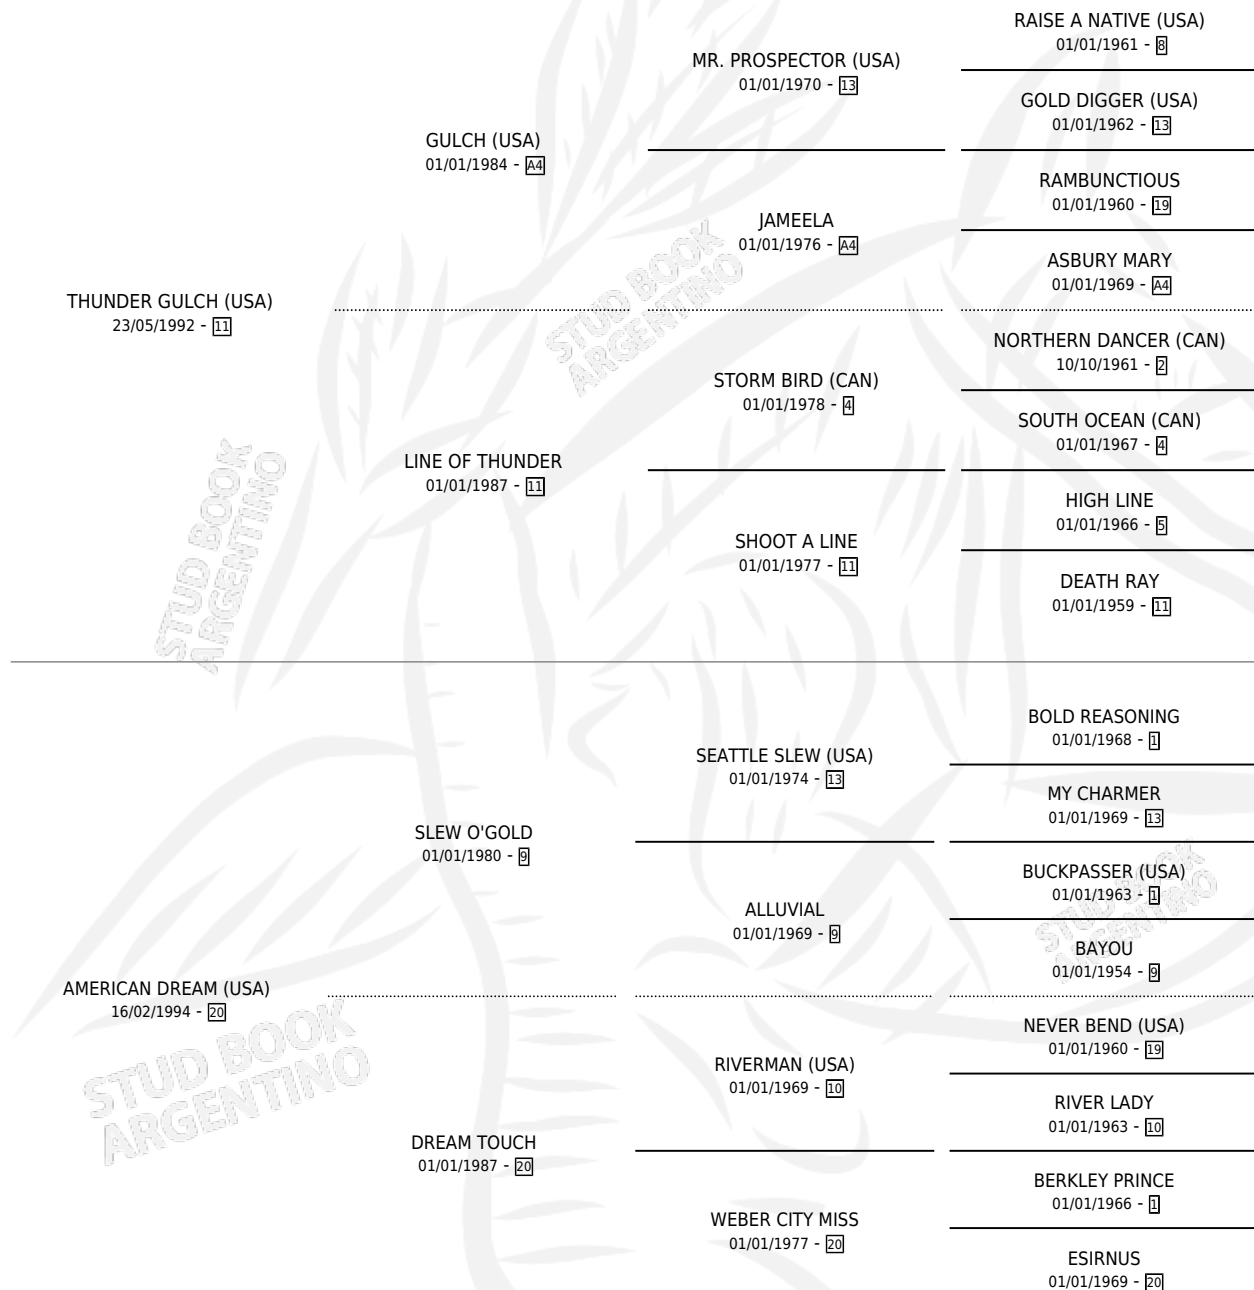 RAISE A NATIVE (USA)
01/01/1961 - 8
MR. PROSPECTOR (USA)
01/01/1970 - 13
GOLD DIGGER (USA)
01/01/1962 - 13
GULCH (USA)
01/01/1984 - A4
RAMBUNCTIOUS
01/01/1960 - 19
JAMEELA
01/01/1976 - A4
ASBURY MARY
01/01/1969 - A4
THUNDER GULCH (USA)
23/05/1992 - 11
NORTHERN DANCER (CAN)
10/10/1961 - 2
STORM BIRD (CAN)
01/01/1978 - 4
SOUTH OCEAN (CAN)
01/01/1967 - 4
LINE OF THUNDER
01/01/1987 - 11
HIGH LINE
01/01/1966 - 5
SHOOT A LINE
01/01/1977 - 11
DEATH RAY
01/01/1959 - 11
BOLD REASONING
01/01/1968 - 1
SEATTLE SLEW (USA)
01/01/1974 - 13
MY CHARMER
01/01/1969 - 13
SLEW O'GOLD
01/01/1980 - 9
BUCKPASSER (USA)
01/01/1963 - 1
ALLUVIAL
01/01/1969 - 9
BAYOU
01/01/1954 - 9
AMERICAN DREAM (USA)
16/02/1994 - 20
NEVER BEND (USA)
01/01/1960 - 19
RIVERMAN (USA)
01/01/1969 - 10
RIVER LADY
01/01/1963 - 10
DREAM TOUCH
01/01/1987 - 20
BERKLEY PRINCE
01/01/1966 - 1
WEBER CITY MISS
01/01/1977 - 20
ESIRNUS
01/01/1969 - 20
STUD BOOK
ARGENTINO
STUD BOOK
ARGENTINO
STUD BOOK
ARGENTINO
STUD BOOK
ARGENTINO